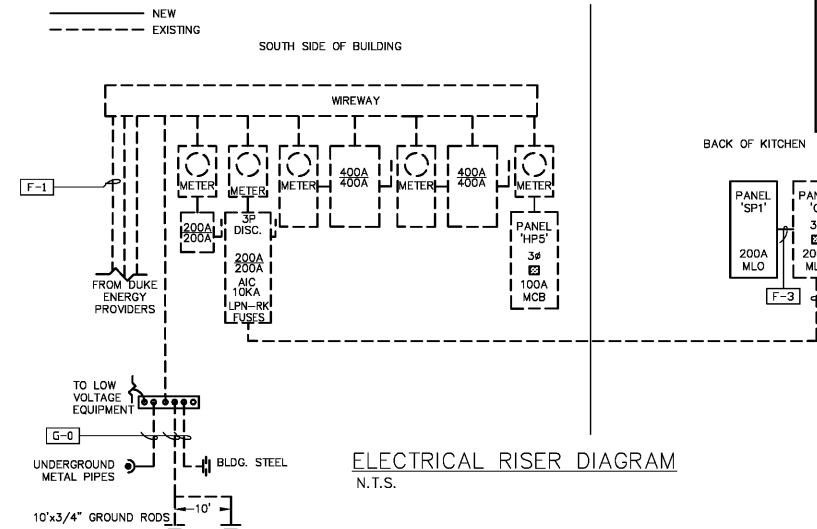 NEW
EXISTING
SOUTH SIDE OF BUILDING
WIREWAY
BACK OF KITCHEN
F-1
METER
METER
METER
400A
400A
METER
400A
400A
METER
200A
200A
3P
DISC.
200A
200A
AIC
10KA
LPN-RK
FUSES
PANEL
'HP5'
3ø
100A
MCB
PANEL
'SP1'
200A
MLO
F-3
FROM DUKE
ENERGY
PROVIDERS
TO LOW
VOLTAGE
EQUIPMENT
G-0
UNDERGROUND
METAL PIPES
BLDG. STEEL
10'
10'x3/4" GROUND RODS
ELECTRICAL RISER DIAGRAM
N.T.S.